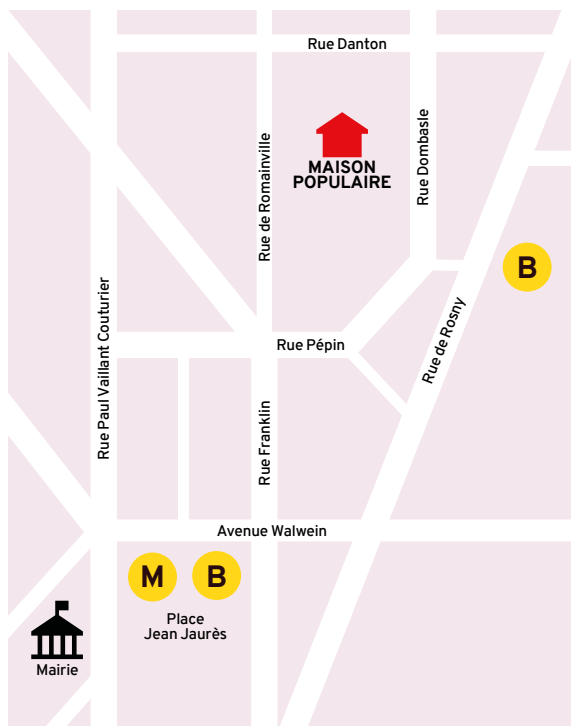 Rue Danton
MAISON
POPULAIRE
Rue Dombasle
Rue de Romainville
B
Rue Paul Vaillant Couturier
Rue de Rosny
Rue Pépin
Rue Franklin
Avenue Walwein
M
B
Place
Jean Jaurès
Mairie